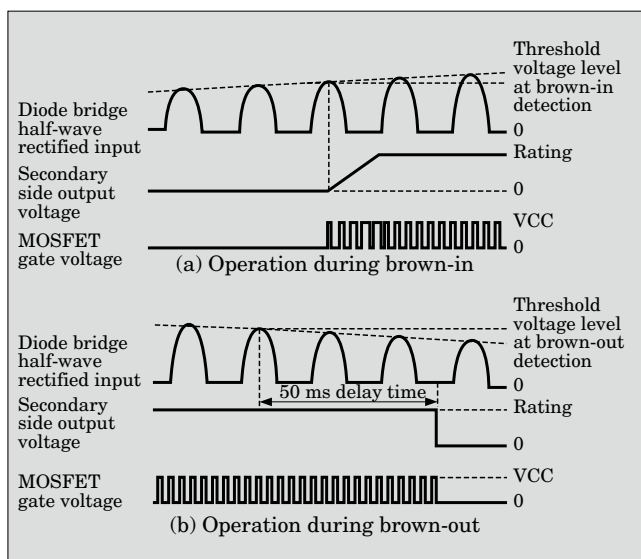 Threshold
voltage level
at brown-in
detection
Diode bridge
half-wave
rectified input
0
Rating
Secondary
side output
voltage
0
VCC
MOSFET
gate voltage
0
(a) Operation during brown-in
Threshold
voltage level
at brown-out
detection
Diode bridge
half-wave
rectified input
0
50 ms delay time
Secondary
side output
voltage
Rating
0
VCC
MOSFET
gate voltage
0
(b) Operation during brown-out